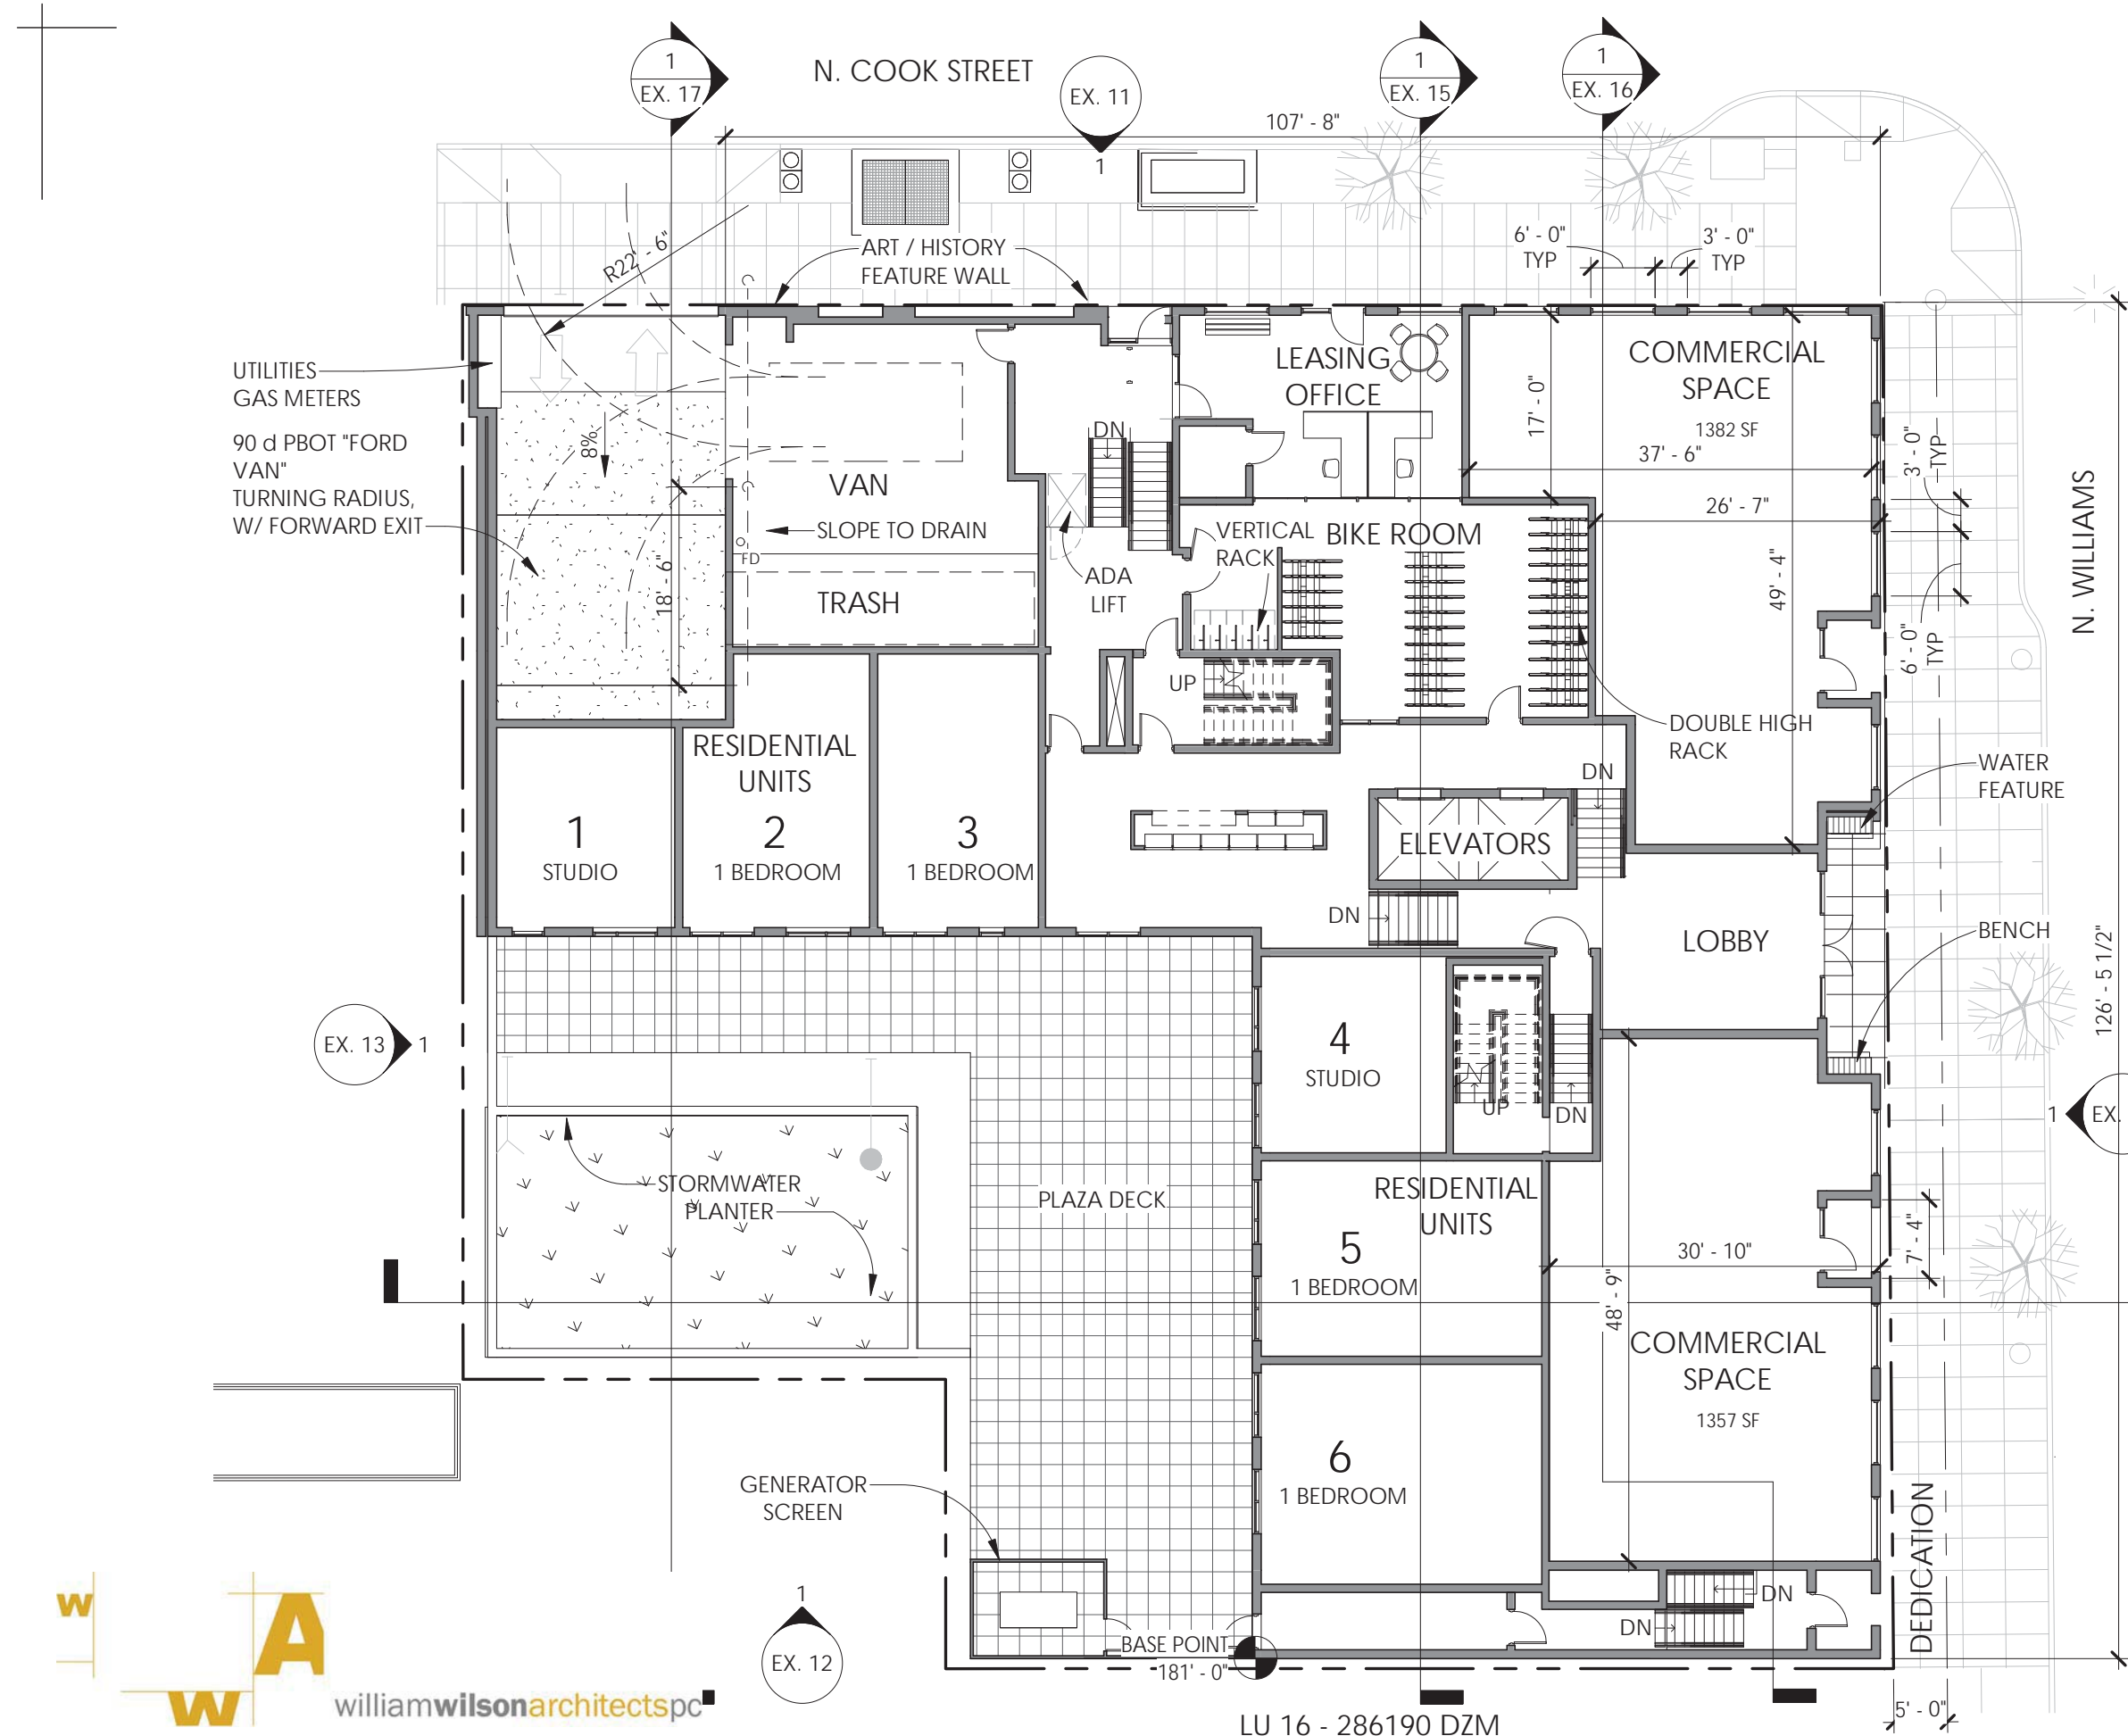 N. COOK STREET
1
EX. 17
EX. 11
1
1
EX. 15
1
EX. 16
107' - 8"
6' - 0"
TYP
3' - 0"
TYP
R22' - 6"
ART / HISTORY
FEATURE WALL
UTILITIES
GAS METERS
90 d PBOT "FORD
VAN"
TURNING RADIUS,
W/ FORWARD EXIT
8%
18' - 6"
VAN
SLOPE TO DRAIN
FD
TRASH
DN
ADA
LIFT
LEASING
OFFICE
VERTICAL
RACK
BIKE ROOM
COMMERCIAL
SPACE
1382 SF
17' - 0"
37' - 6"
26' - 7"
49' - 4"
3' - 0"
TYP
6' - 0"
TYP
N. WILLIAMS
UP
DOUBLE HIGH
RACK
WATER
FEATURE
RESIDENTIAL
UNITS
1
STUDIO
2
1 BEDROOM
3
1 BEDROOM
DN
ELEVATORS
DN
LOBBY
BENCH
126' - 5 1/2"
EX. 13
1
4
STUDIO
UP
DN
1
EX.
STORMWATER
PLANTER
PLAZA DECK
RESIDENTIAL
UNITS
5
1 BEDROOM
30' - 10"
7' - 4"
48' - 9"
COMMERCIAL
SPACE
1357 SF
6
1 BEDROOM
GENERATOR
SCREEN
DEDICATION
DN
DN
1
EX. 12
BASE POINT
181' - 0"
5' - 0"
W
A
W
williamwilsonarchitectspc
LU 16 - 286190 DZM